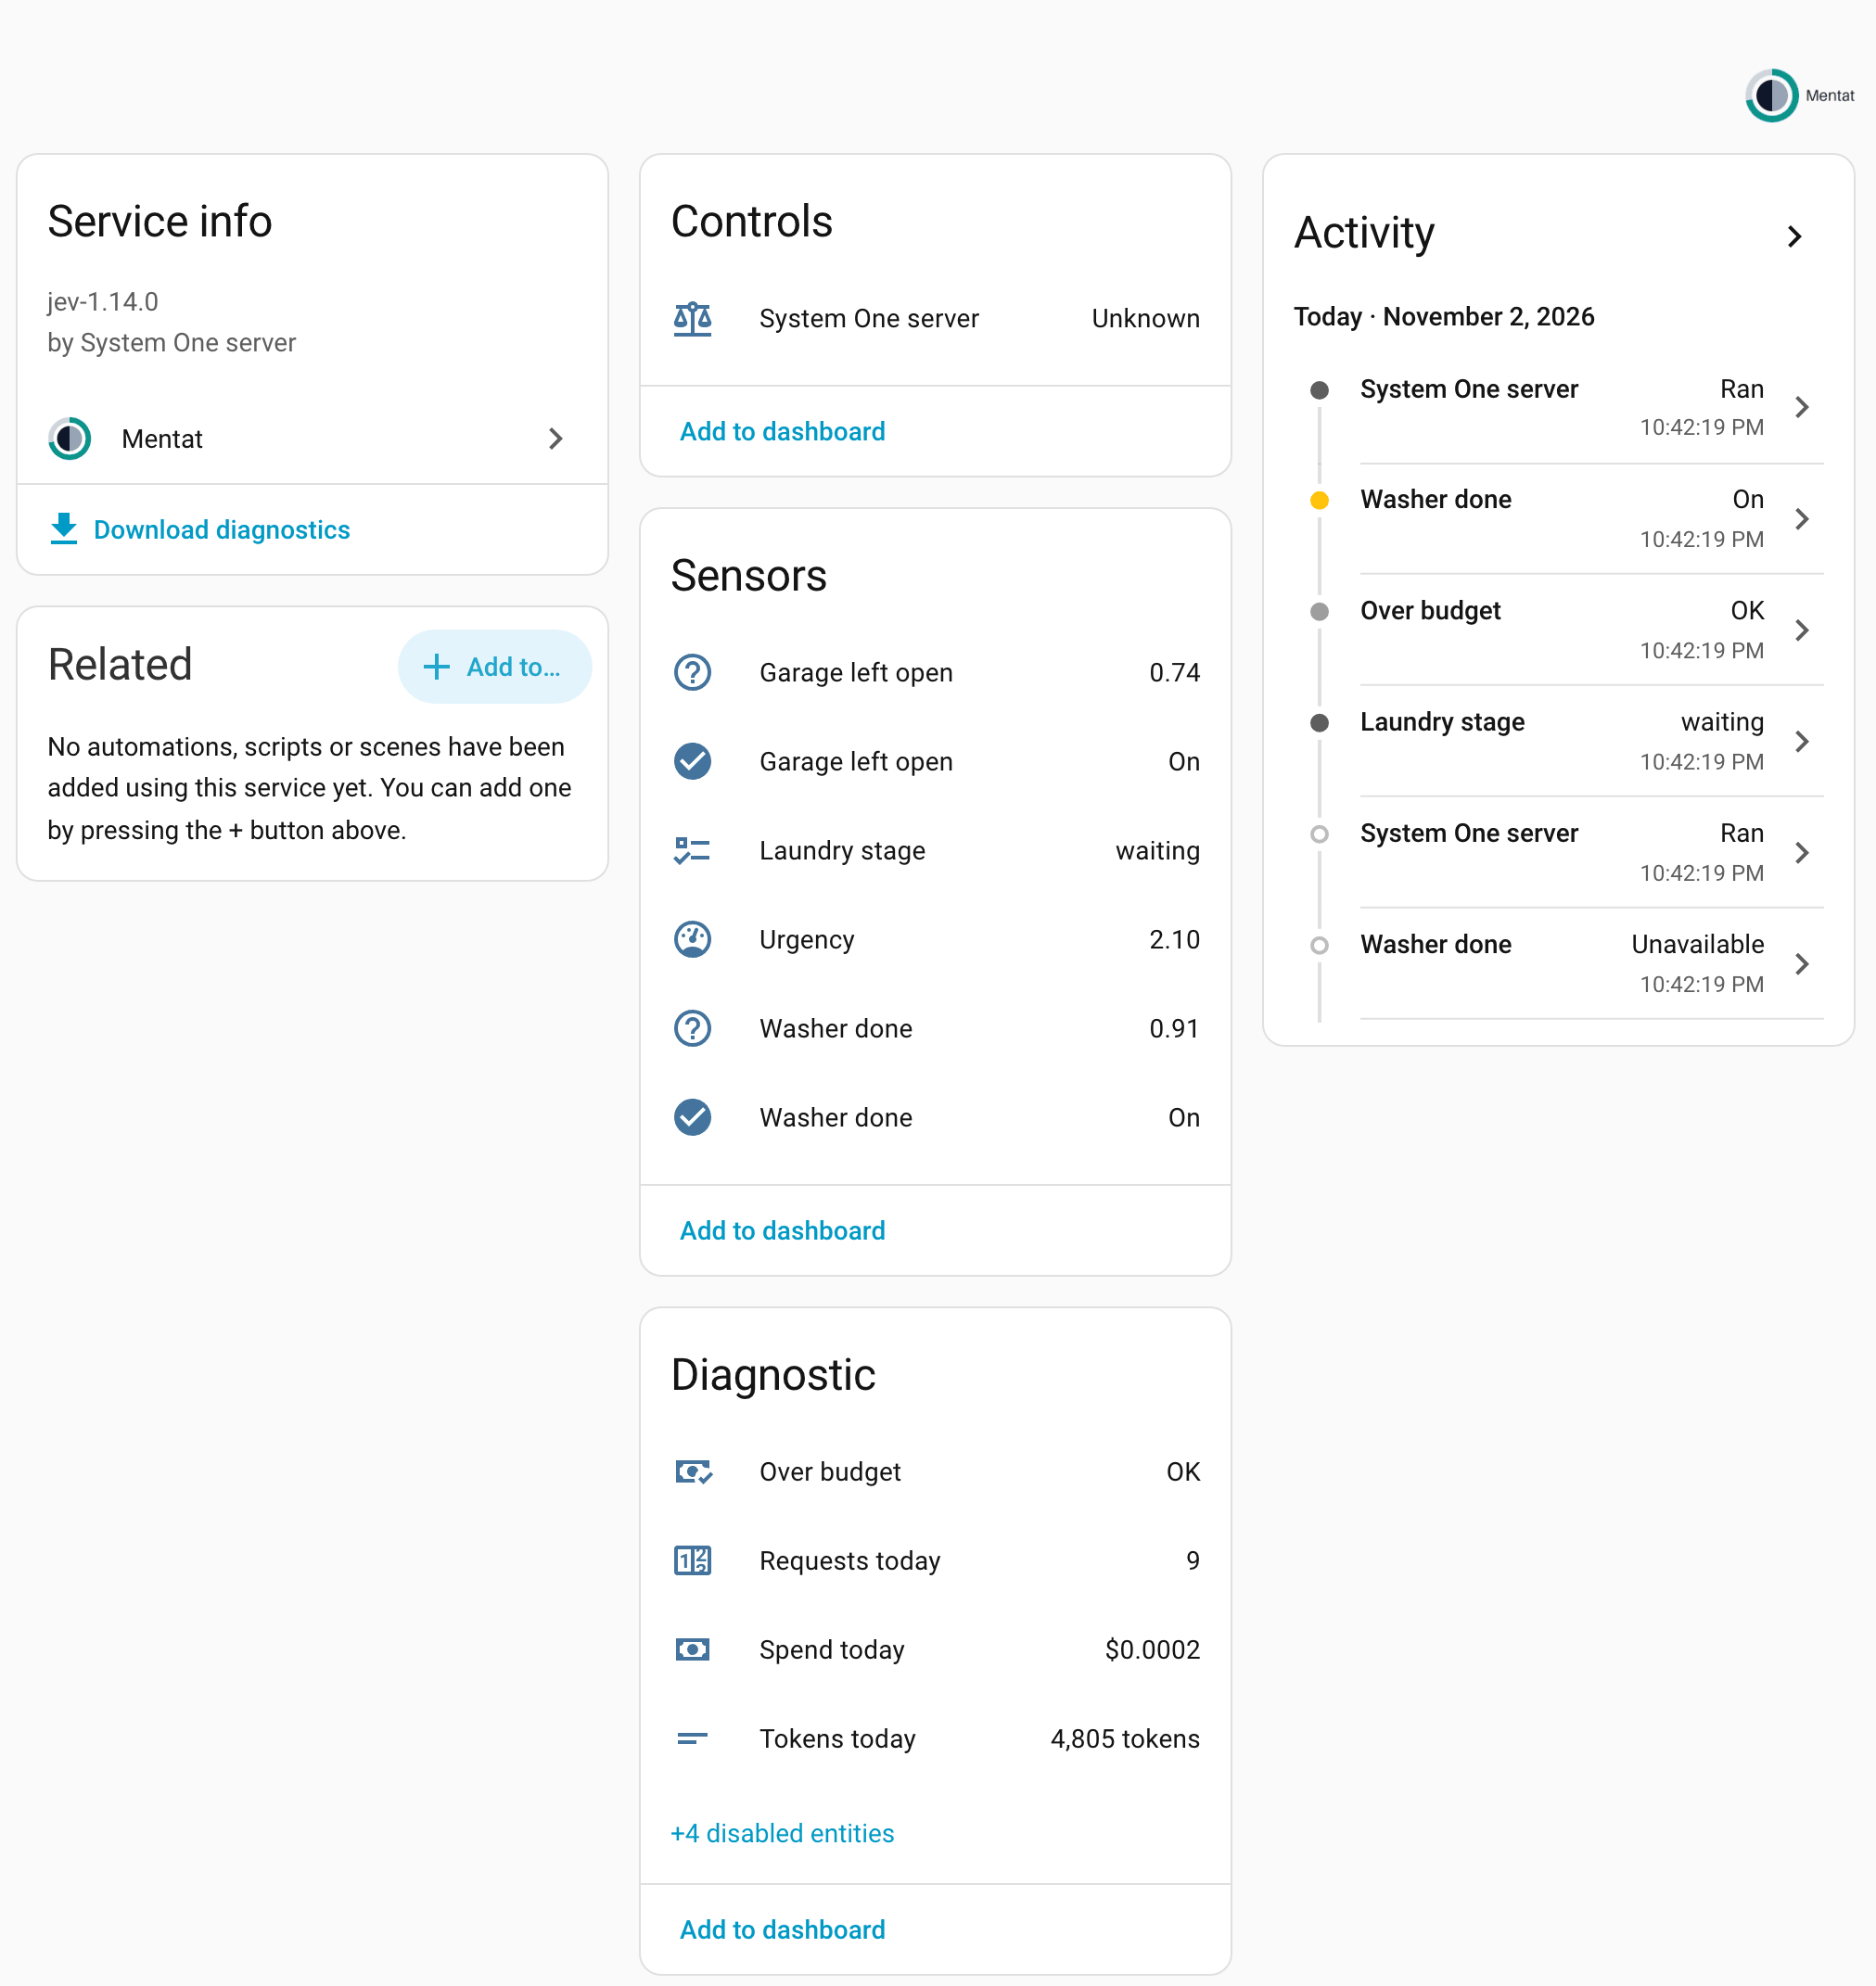 Mentat
Service info
jev-1.14.0
by System One server
Mentat
Download diagnostics
Related
Add to...
No automations, scripts or scenes have been
added using this service yet. You can add one
by pressing the + button above.
Controls
System One server Unknown
Add to dashboard
Sensors
Garage left open 0.74
Garage left open On
Laundry stage waiting
Urgency 2.10
Washer done 0.91
Washer done On
Add to dashboard
Diagnostic
Over budget OK
Requests today 9
Spend today $0.0002
Tokens today 4,805 tokens
+4 disabled entities
Add to dashboard
Activity
Today · November 2, 2026
System One server Ran
10:42:19 PM
Washer done On
10:42:19 PM
Over budget OK
10:42:19 PM
Laundry stage waiting
10:42:19 PM
System One server Ran
10:42:19 PM
Washer done Unavailable
10:42:19 PM